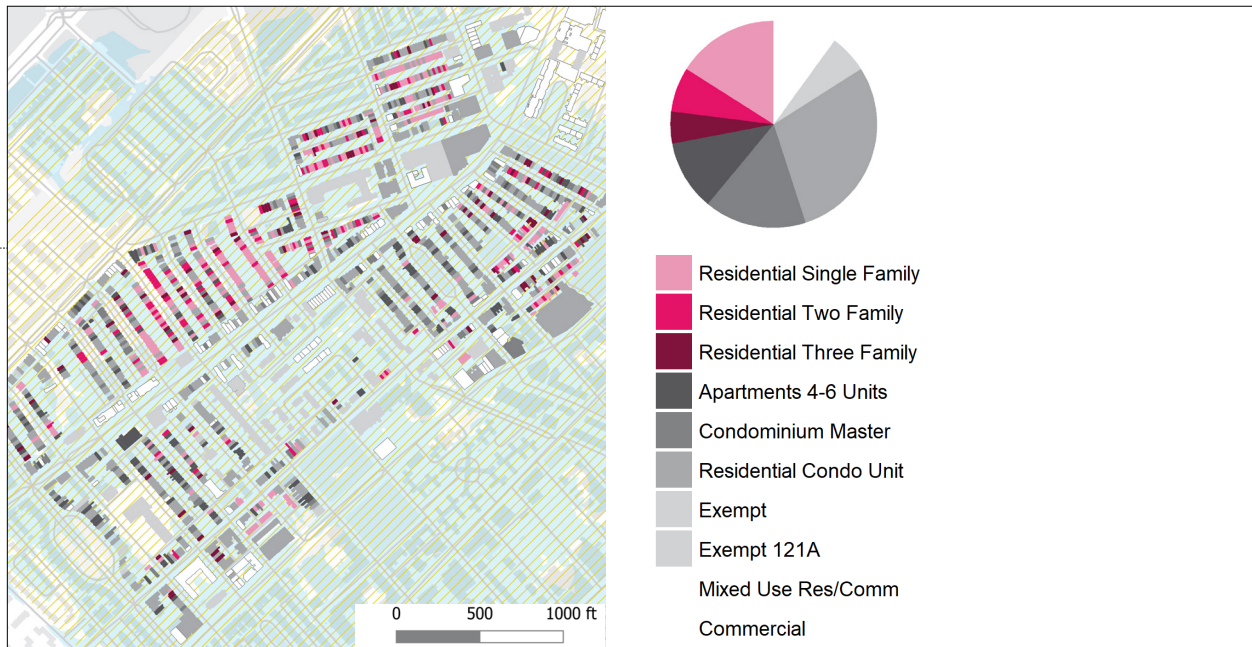 0 500 1000 ft
Residential Single Family
Residential Two Family
Residential Three Family
Apartments 4-6 Units
Condominium Master
Residential Condo Unit
Exempt
Exempt 121A
Mixed Use Res/Comm
Commercial